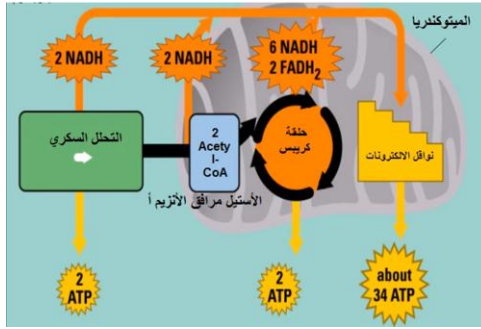 الميتوكندريا
2 NADH
2 NADH
6 NADH
2 FADH₂
التحلل السكري
2
Acety
l-
CoA
حلقة
كريبس
نواقل الالكترونات
الأستيل مرافق الأنزيم أ
2
ATP
2
ATP
about
34 ATP